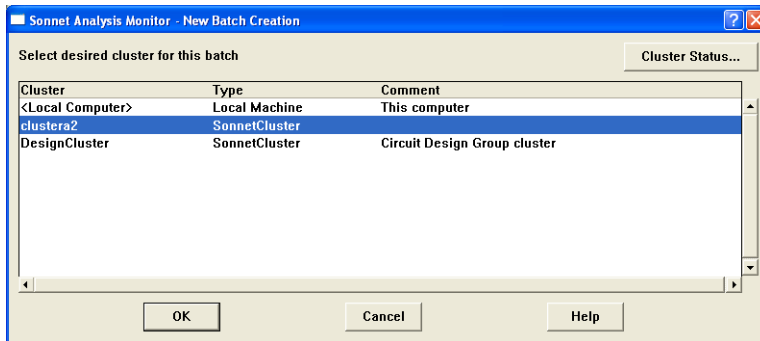 Sonnet Analysis Monitor - New Batch Creation
Select desired cluster for this batch
Cluster Status...
Cluster Type Comment
<Local Computer> Local Machine This computer
clustera2 SonnetCluster
DesignCluster SonnetCluster Circuit Design Group cluster
OK Cancel Help